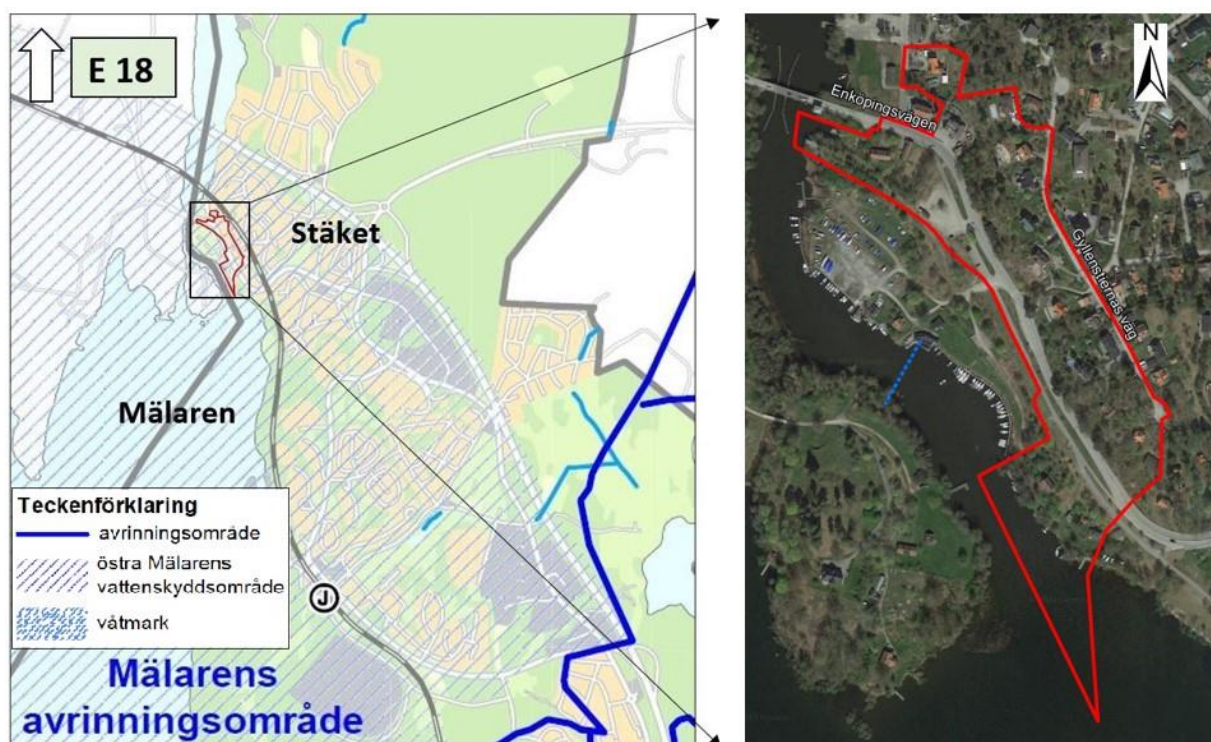 E 18
Stäket
Mälaren
Teckenförklaring
avrinningsområde
östra Mälarens
vattenskyddsområde
våtmark
J
Mälarens
avrinningsområde
N
Enköpingsvägen
Gyllenstiernas väg